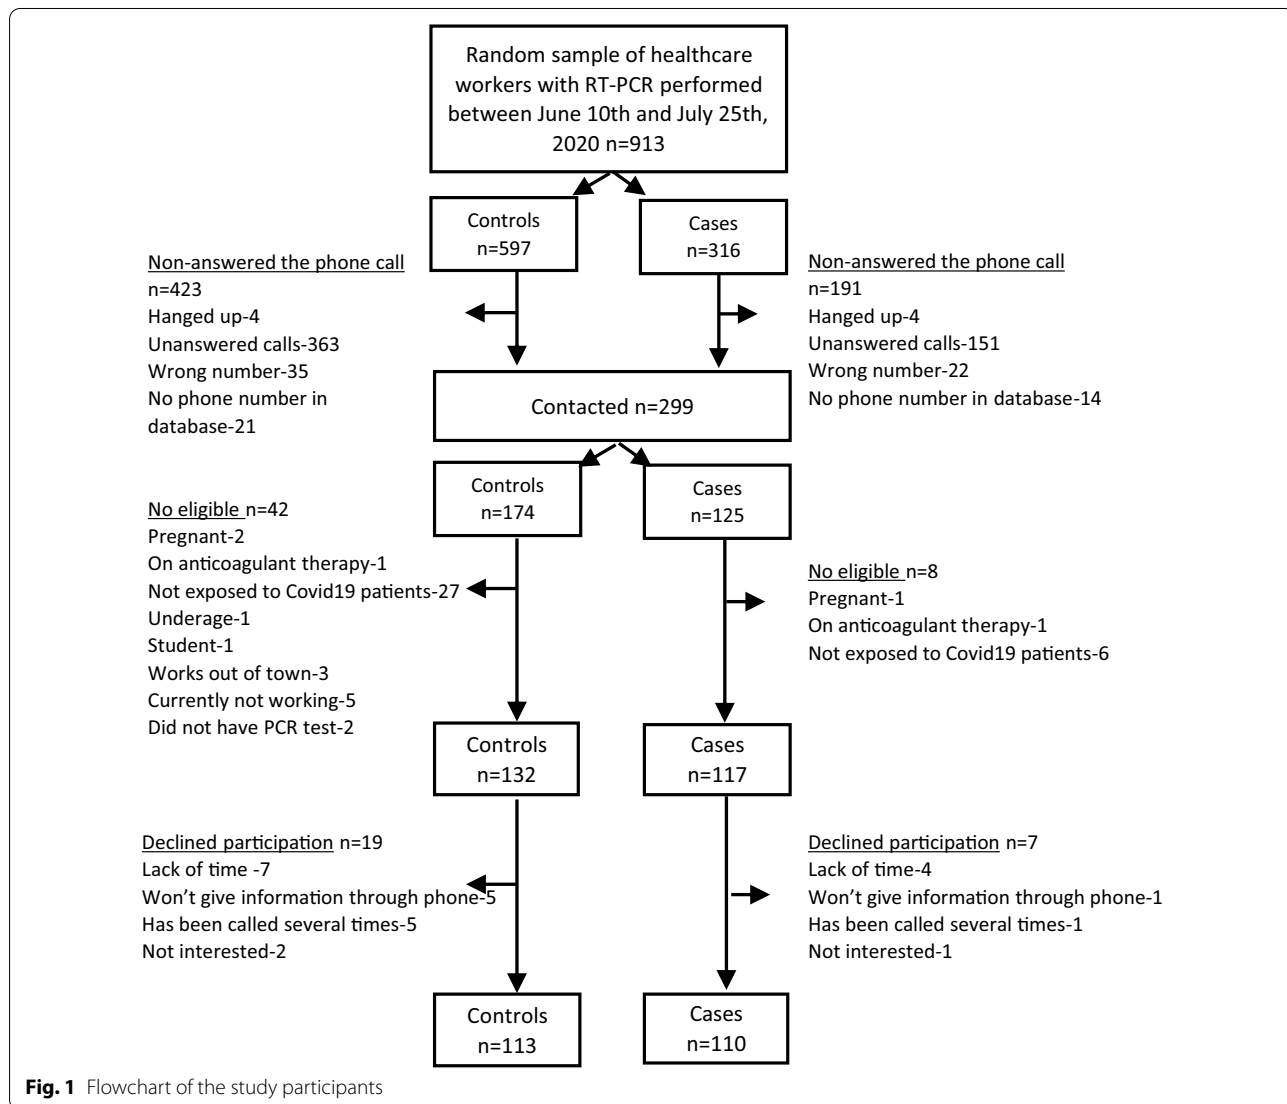 Random sample of healthcare
workers with RT-PCR performed
between June 10th and July 25th,
2020 n=913
Controls
n=597
Cases
n=316
Non-answered the phone call
n=423
Hanged up-4
Unanswered calls-363
Wrong number-35
No phone number in
database-21
Non-answered the phone call
n=191
Hanged up-4
Unanswered calls-151
Wrong number-22
No phone number in database-14
Contacted n=299
Controls
n=174
Cases
n=125
No eligible n=42
Pregnant-2
On anticoagulant therapy-1
Not exposed to Covid19 patients-27
Underage-1
Student-1
Works out of town-3
Currently not working-5
Did not have PCR test-2
No eligible n=8
Pregnant-1
On anticoagulant therapy-1
Not exposed to Covid19 patients-6
Controls
n=132
Cases
n=117
Declined participation n=19
Lack of time -7
Won't give information through phone-5
Has been called several times-5
Not interested-2
Declined participation n=7
Lack of time-4
Won't give information through phone-1
Has been called several times-1
Not interested-1
Controls
n=113
Cases
n=110
Fig. 1 Flowchart of the study participants